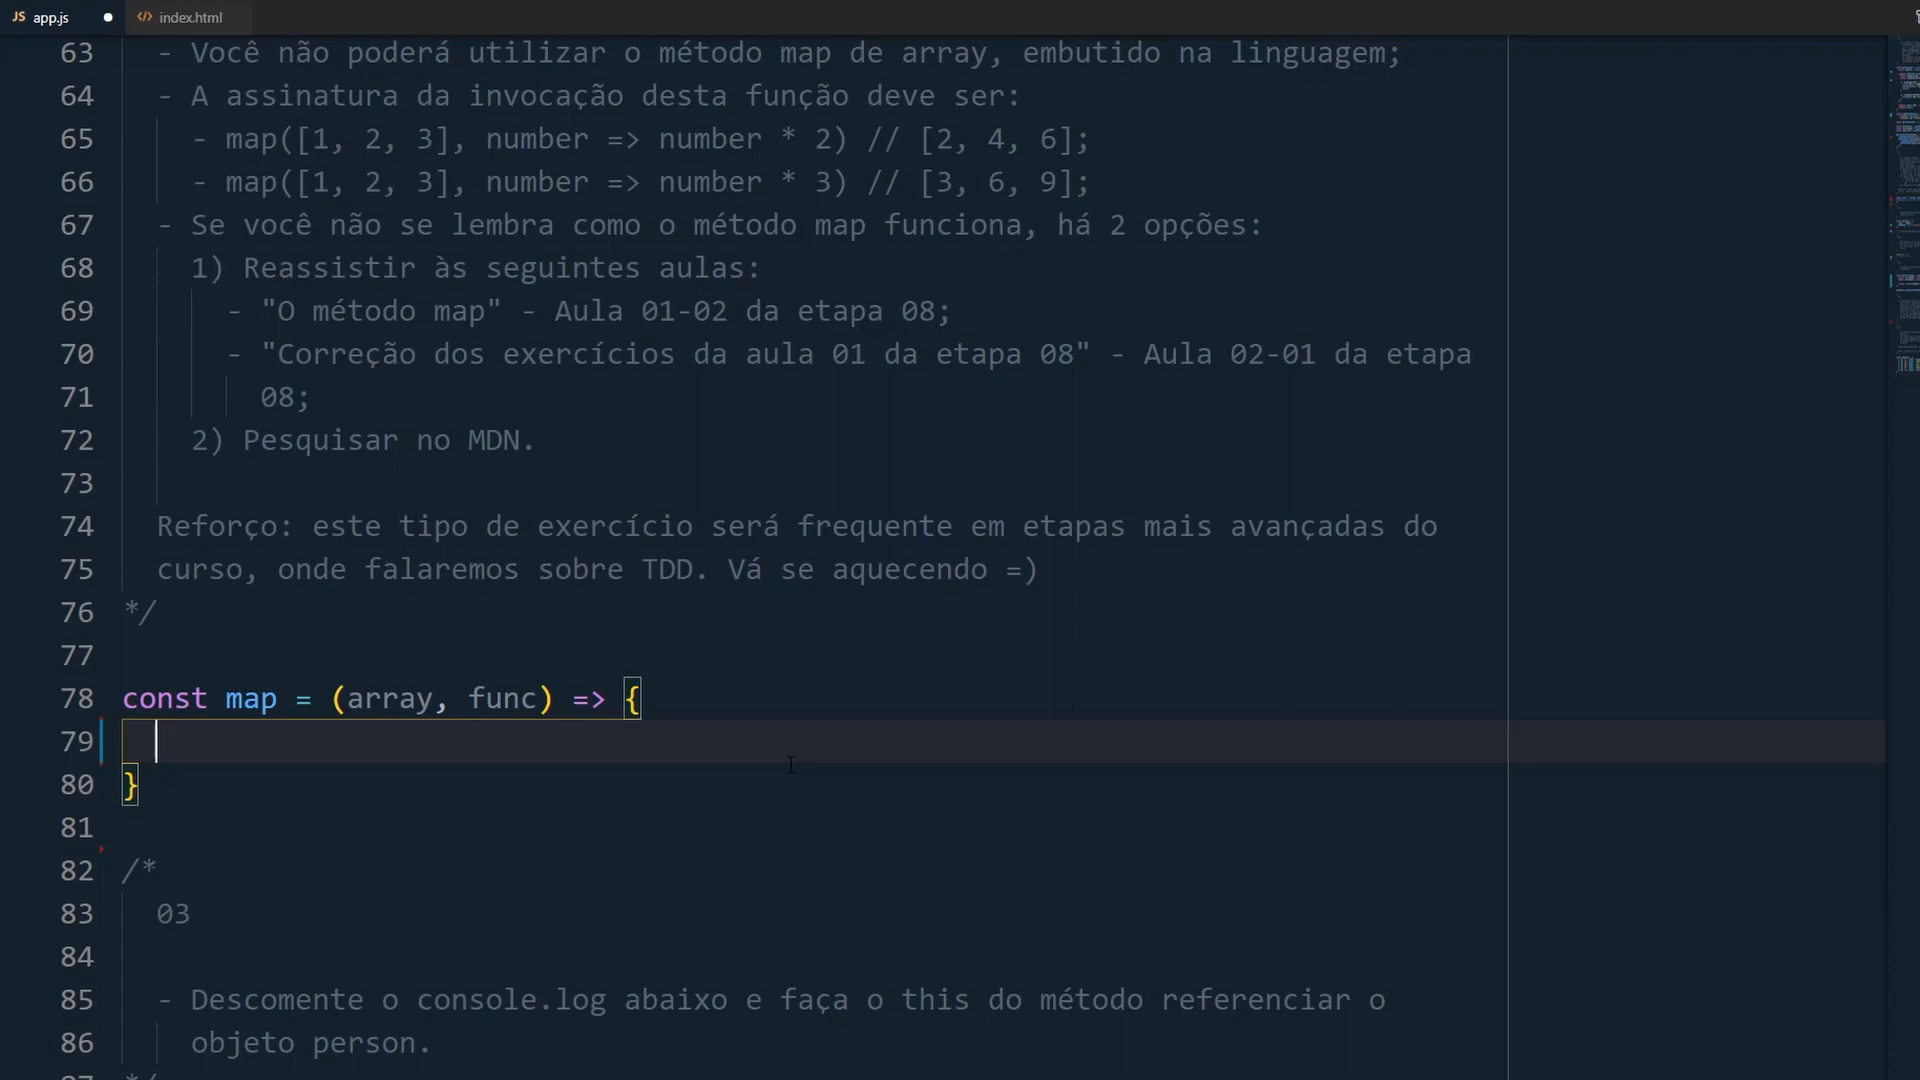 JS app.js
</> index.html
63 - Você não poderá utilizar o método map de array, embutido na linguagem;
64 - A assinatura da invocação desta função deve ser:
65 - map([1, 2, 3], number => number * 2) // [2, 4, 6];
66 - map([1, 2, 3], number => number * 3) // [3, 6, 9];
67 - Se você não se lembra como o método map funciona, há 2 opções:
68 1) Reassistir às seguintes aulas:
69 - "O método map" - Aula 01-02 da etapa 08;
70 - "Correção dos exercícios da aula 01 da etapa 08" - Aula 02-01 da etapa
71 08;
72 2) Pesquisar no MDN.
73
74 Reforço: este tipo de exercício será frequente em etapas mais avançadas do
75 curso, onde falaremos sobre TDD. Vá se aquecendo =)
76 */
77
78 const map = (array, func) => {
79
80 }
81
82 /*
83 03
84
85 - Descomente o console.log abaixo e faça o this do método referenciar o
86 objeto person.